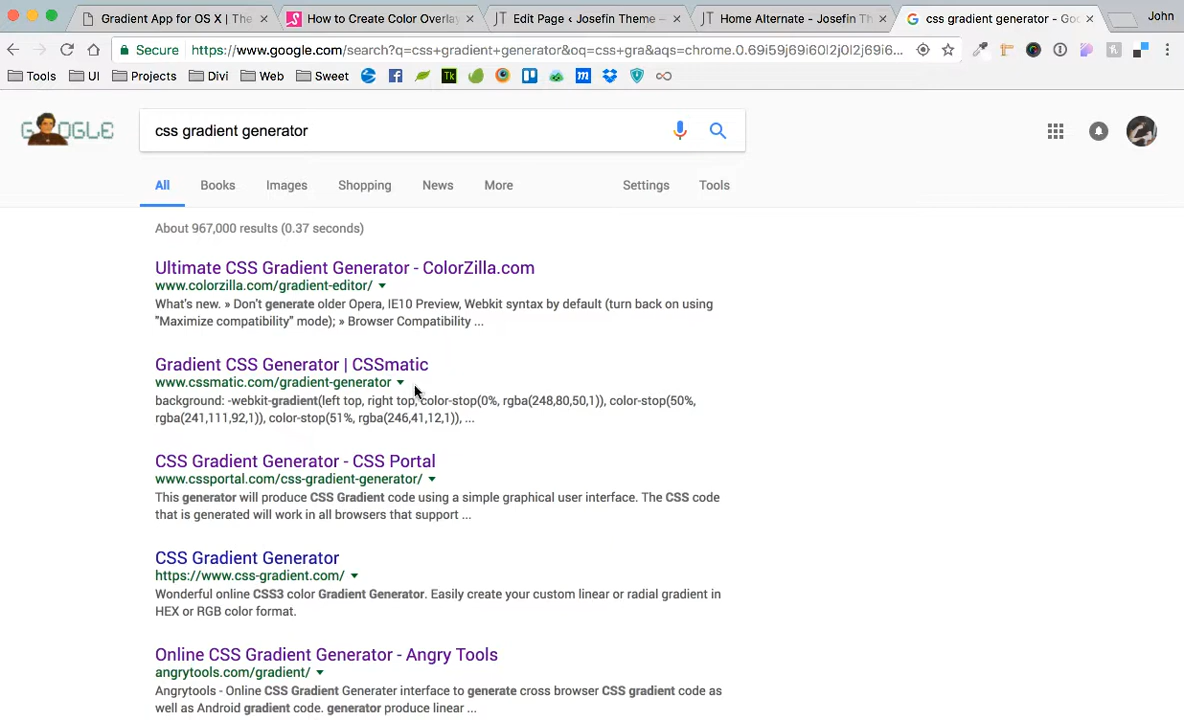 Gradient App for OS X | The
How to Create Color Overlay
Edit Page ‹ Josefin Theme —
Home Alternate - Josefin Th
css gradient generator - Goo
John
Secure
https://www.google.com/search?q=css+gradient+generator&oq=css+gra&aqs=chrome.0.69i59j69i60l2j0l2j69i6...
Tools
UI
Projects
Divi
Web
Sweet
GOOGLE
css gradient generator
All
Books
Images
Shopping
News
More
Settings
Tools
About 967,000 results (0.37 seconds)
Ultimate CSS Gradient Generator - ColorZilla.com
www.colorzilla.com/gradient-editor/
What's new. » Don't generate older Opera, IE10 Preview, Webkit syntax by default (turn back on using
"Maximize compatibility" mode); » Browser Compatibility ...
Gradient CSS Generator | CSSmatic
www.cssmatic.com/gradient-generator
background: -webkit-gradient(left top, right top, color-stop(0%, rgba(248,80,50,1)), color-stop(50%,
rgba(241,111,92,1)), color-stop(51%, rgba(246,41,12,1)), ...
CSS Gradient Generator - CSS Portal
www.cssportal.com/css-gradient-generator/
This generator will produce CSS Gradient code using a simple graphical user interface. The CSS code
that is generated will work in all browsers that support ...
CSS Gradient Generator
https://www.css-gradient.com/
Wonderful online CSS3 color Gradient Generator. Easily create your custom linear or radial gradient in
HEX or RGB color format.
Online CSS Gradient Generator - Angry Tools
angrytools.com/gradient/
Angrytools - Online CSS Gradient Generater interface to generate cross browser CSS gradient code as
well as Android gradient code. generator produce linear ...